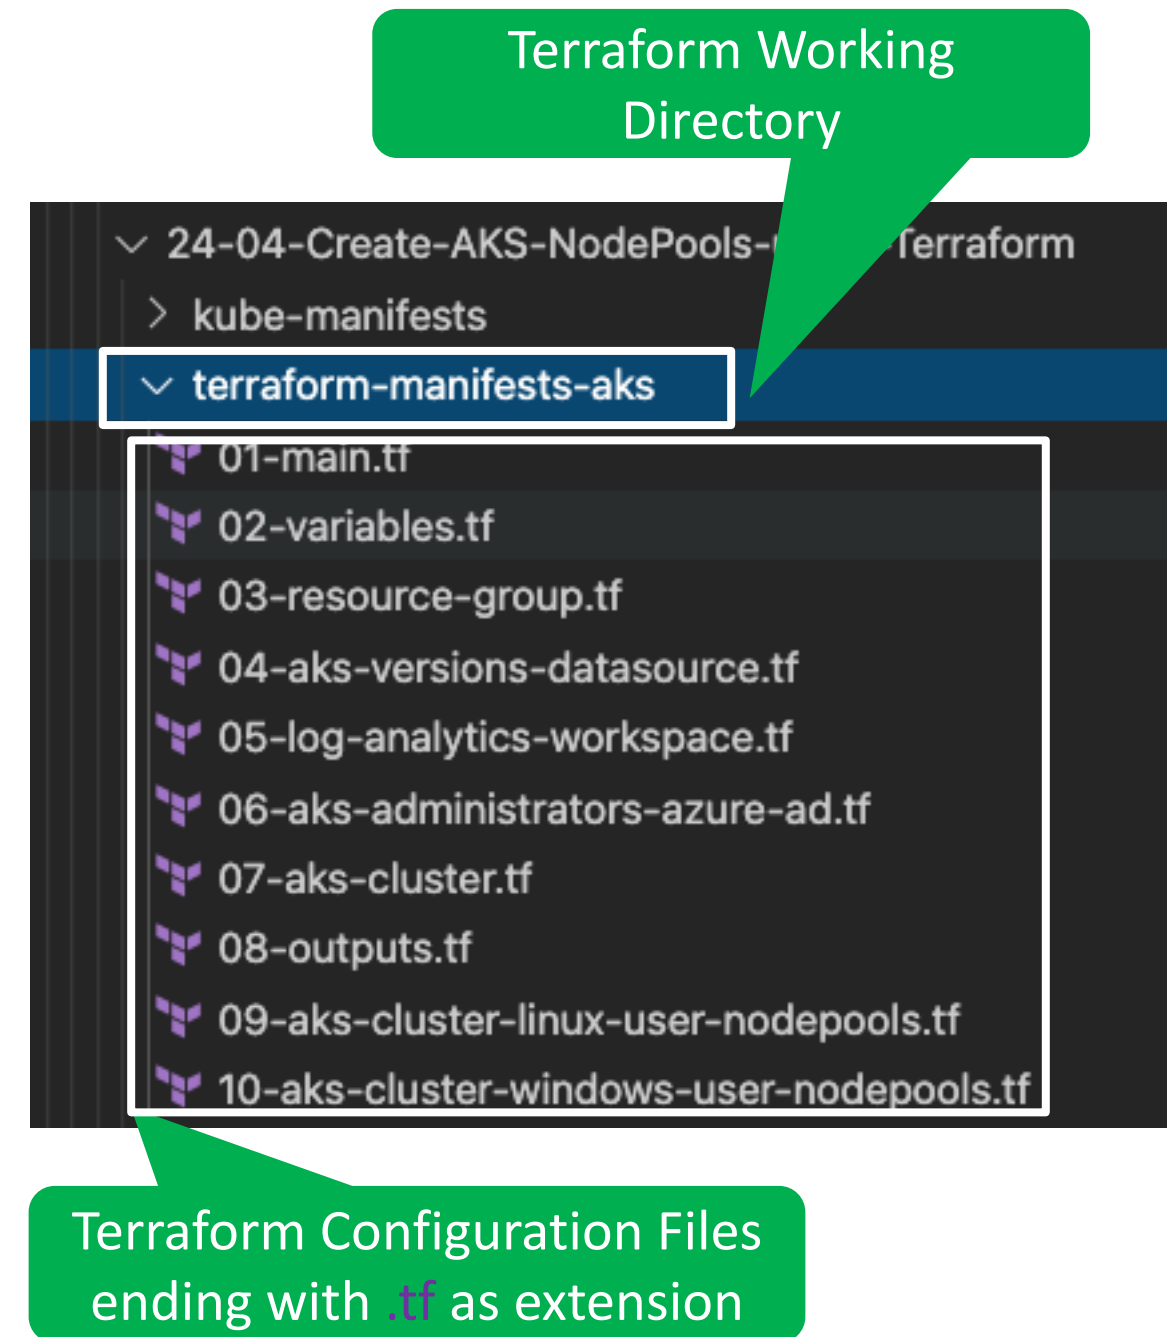 Terraform Working
Directory
24-04-Create-AKS-NodePools- Terraform
kube-manifests
terraform-manifests-aks
01-main.tf
02-variables.tf
03-resource-group.tf
04-aks-versions-datasource.tf
05-log-analytics-workspace.tf
06-aks-administrators-azure-ad.tf
07-aks-cluster.tf
08-outputs.tf
09-aks-cluster-linux-user-nodepools.tf
10-aks-cluster-windows-user-nodepools.tf
Terraform Configuration Files
ending with .tf as extension